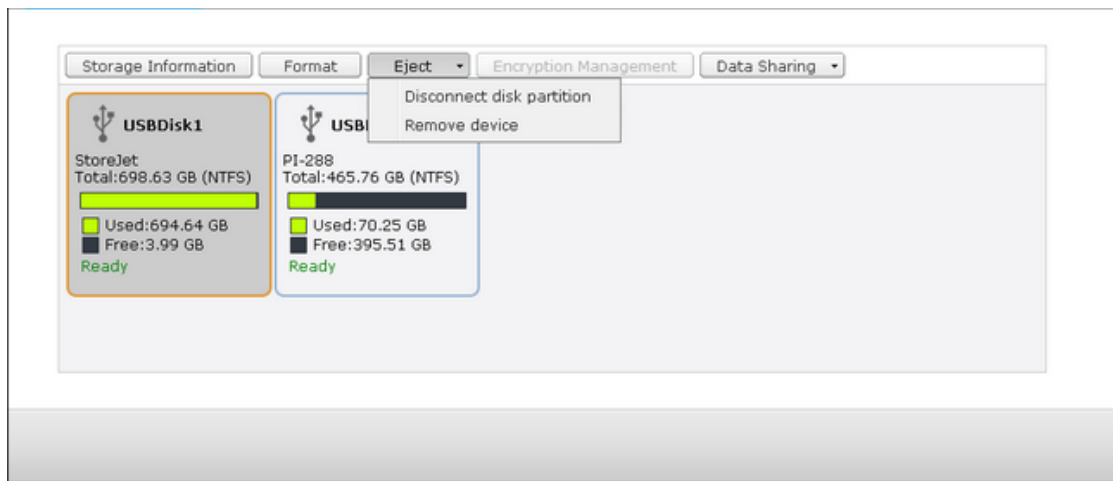 Storage Information Format Eject Encryption Management Data Sharing
Disconnect disk partition
Remove device
USBDisk1
StoreJet
Total:698.63 GB (NTFS)
Used:694.64 GB
Free:3.99 GB
Ready
PI-288
Total:465.76 GB (NTFS)
Used:70.25 GB
Free:395.51 GB
Ready